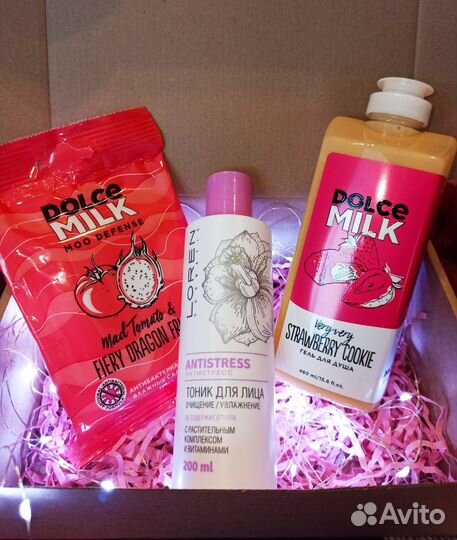 DOLCE
MILK
MOO DEFENSE
Mad Tomato &
FIERY DRAGON
АНТИБАКТЕРИА
ВЛАЖНЫЕ
LOREN
ANTISTRESS
АНТИСТРЕСС
ТОНИК ДЛЯ ЛИЦА
ОЧИЩЕНИЕ/УВЛАЖНЕНИЕ
НЕ СОДЕРЖИТ СПИРТА
С РАСТИТЕЛЬНЫМ
КОМПЛЕКСОМ
И ВИТАМИНАМИ
200 ml
DOLCE
MILK
Very very
STRAWBERRY COOKIE
ГЕЛЬ ДЛЯ ДУША
460 ml/15.6 fl.oz.
Avito